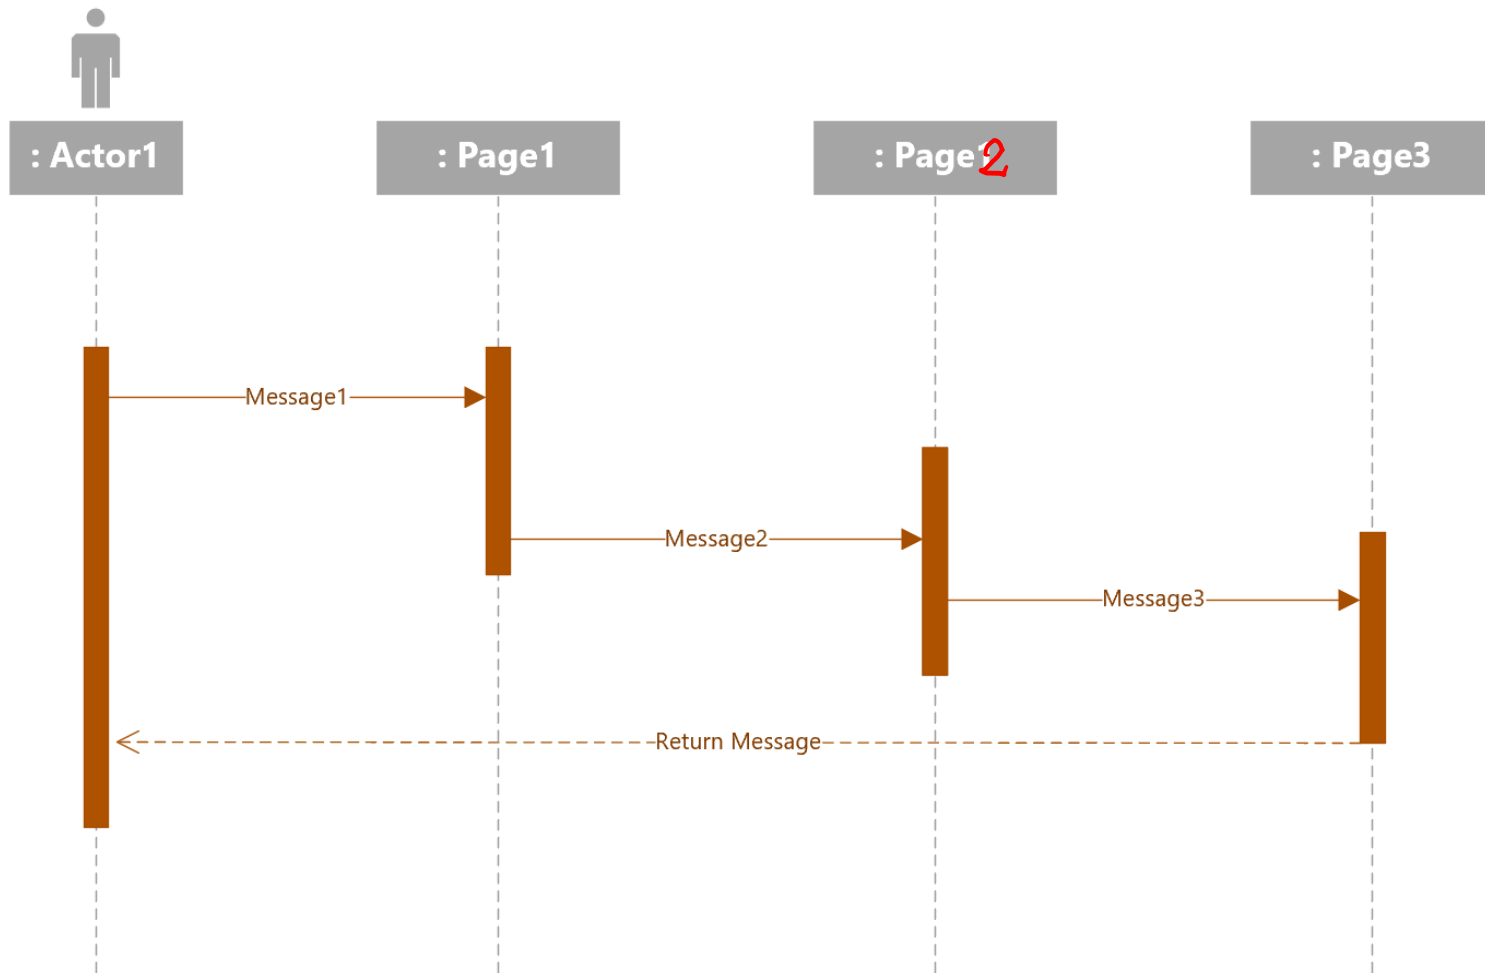 : Actor1
: Page1
: Page2
: Page3
Message1
Message2
Message3
Return Message